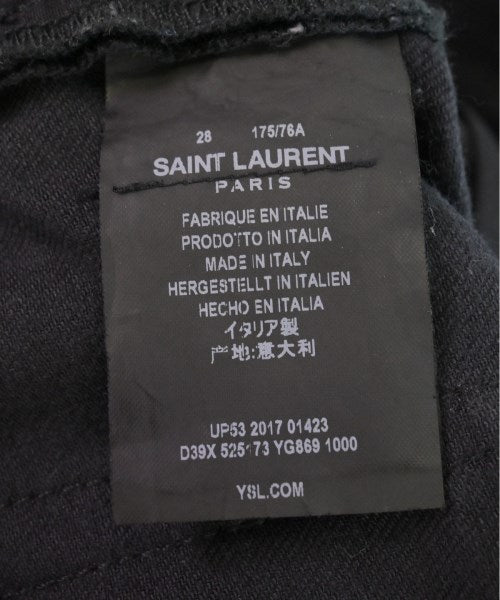 28 175/76A
SAINT LAURENT
PARIS
FABRIQUE EN ITALIE
PRODOTTO IN ITALIA
MADE IN ITALY
HERGESTELLT IN ITALIEN
HECHO EN ITALIA
イタリア製
产地:意大利
UP53 2017 01423
D39X 525173 YG869 1000
YSL.COM